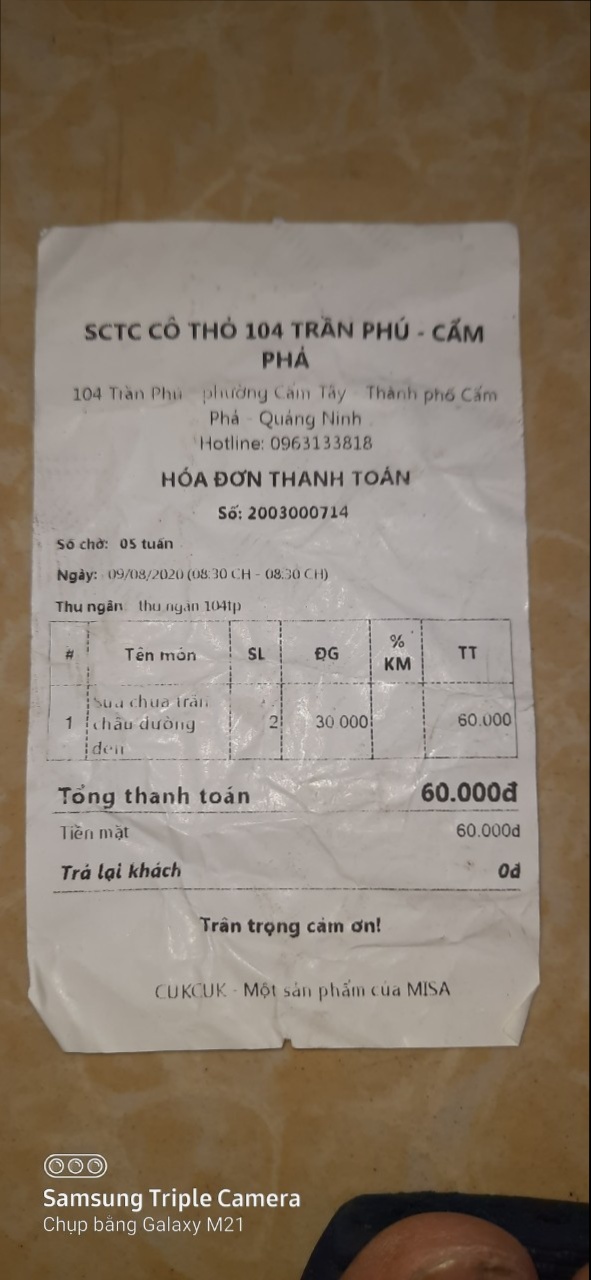 SCTC CÔ THỎ 104 TRẦN PHÚ - CẨM
PHẢ
104 Trần Phú - phường Cẩm Tây - Thành phố Cẩm
Phả - Quảng Ninh
Hotline: 0963133818
HÓA ĐƠN THANH TOÁN
Số: 2003000714
Số chờ: 05 tuấn
Ngày: 09/08/2020 (08:30 CH - 08:30 CH)
Thu ngân: thu ngân 104tp
# Tên món SL ĐG % KM TT
Sữa chua trân
1 châu đường 2 30.000 60.000
đen
Tổng thanh toán 60.000đ
Tiền mặt 60.000đ
Trả lại khách 0đ
Trân trọng cảm ơn!
CUKCUK - Một sản phẩm của MISA
Samsung Triple Camera
Chụp bằng Galaxy M21